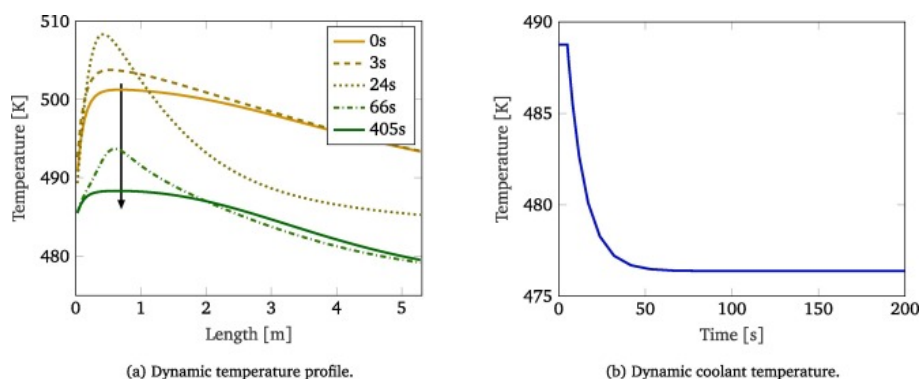 510
500
490
480
Temperature [K]
0 1 2 3 4 5
Length [m]
0s
3s
24s
66s
405s
(a) Dynamic temperature profile.
490
485
480
475
Temperature [K]
0 50 100 150 200
Time [s]
(b) Dynamic coolant temperature.